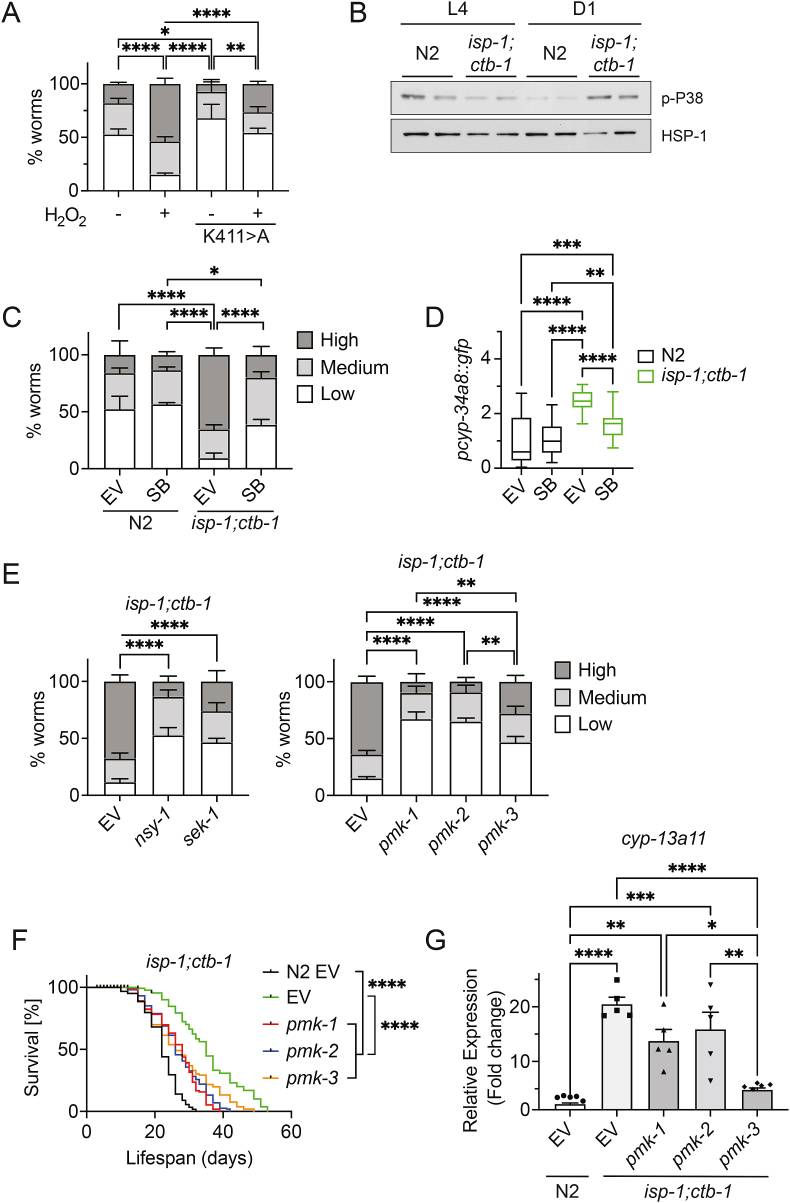 A
****
* ****
**** **** **
100
50
0
% worms
H2O2 - + - +
K411>A
B
L4 D1
N2 isp-1; ctb-1 N2 isp-1; ctb-1
p-P38
HSP-1
C
*
****
**** ****
100
50
0
% worms
EV SB EV SB
N2 isp-1;ctb-1
High
Medium
Low
D
***
**
****
****
****
4
2
0
pcyp-34a8::gfp
EV SB EV SB
N2
isp-1;ctb-1
E
isp-1;ctb-1
****
****
100
50
0
% worms
EV nsy-1 sek-1
isp-1;ctb-1
**
****
****
**** **
100
50
0
% worms
EV pmk-1 pmk-2 pmk-3
High
Medium
Low
F
isp-1;ctb-1
100
50
0
Survival [%]
0 20 40 60
Lifespan (days)
N2 EV
EV
pmk-1
pmk-2
pmk-3
****
****
G
cyp-13a11
****
***
** *
**** **
20
10
0
Relative Expression
(Fold change)
EV EV pmk-1 pmk-2 pmk-3
N2 isp-1;ctb-1